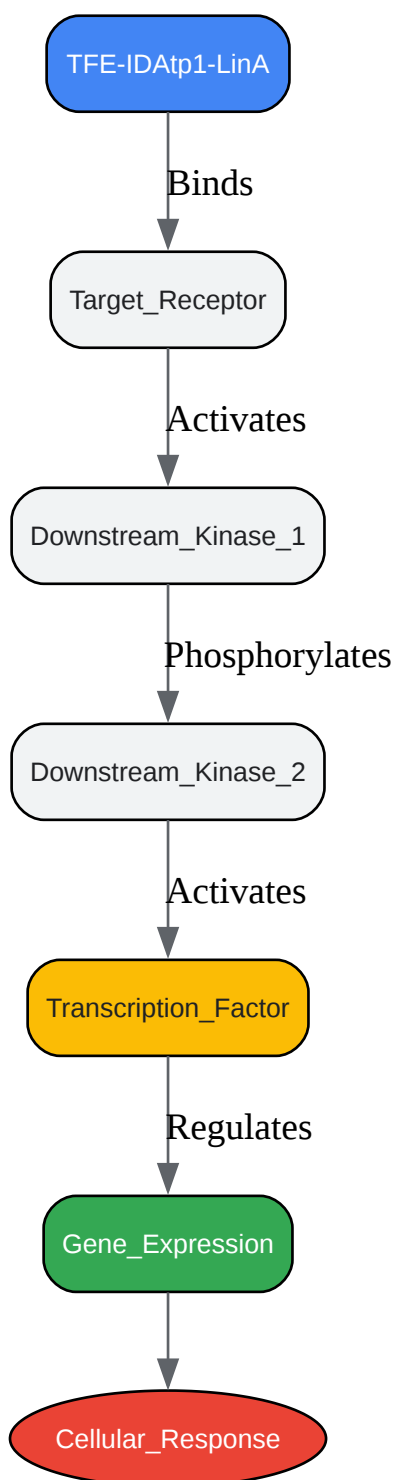 TFE-IDAtp1-LinA
Binds
Target_Receptor
Activates
Downstream_Kinase_1
Phosphorylates
Downstream_Kinase_2
Activates
Transcription_Factor
Regulates
Gene_Expression
Cellular_Response